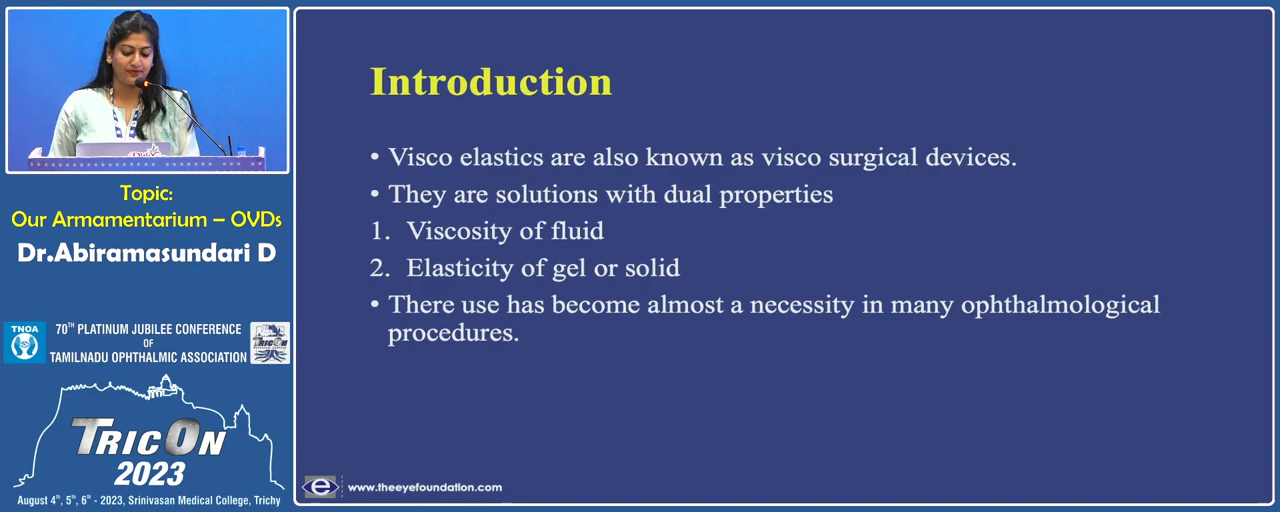 Topic:
Our Armamentarium – OVDs
Dr.Abiramasundari D
TNOA
70TH PLATINUM JUBILEE CONFERENCE
OF
TAMILNADU OPHTHALMIC ASSOCIATION
TRICON
TRICON
2023
August 4th, 5th, 6th - 2023, Srinivasan Medical College, Trichy
Introduction
• Visco elastics are also known as visco surgical devices.
• They are solutions with dual properties
1. Viscosity of fluid
2. Elasticity of gel or solid
• There use has become almost a necessity in many ophthalmological
procedures.
e
www.theeyefoundation.com